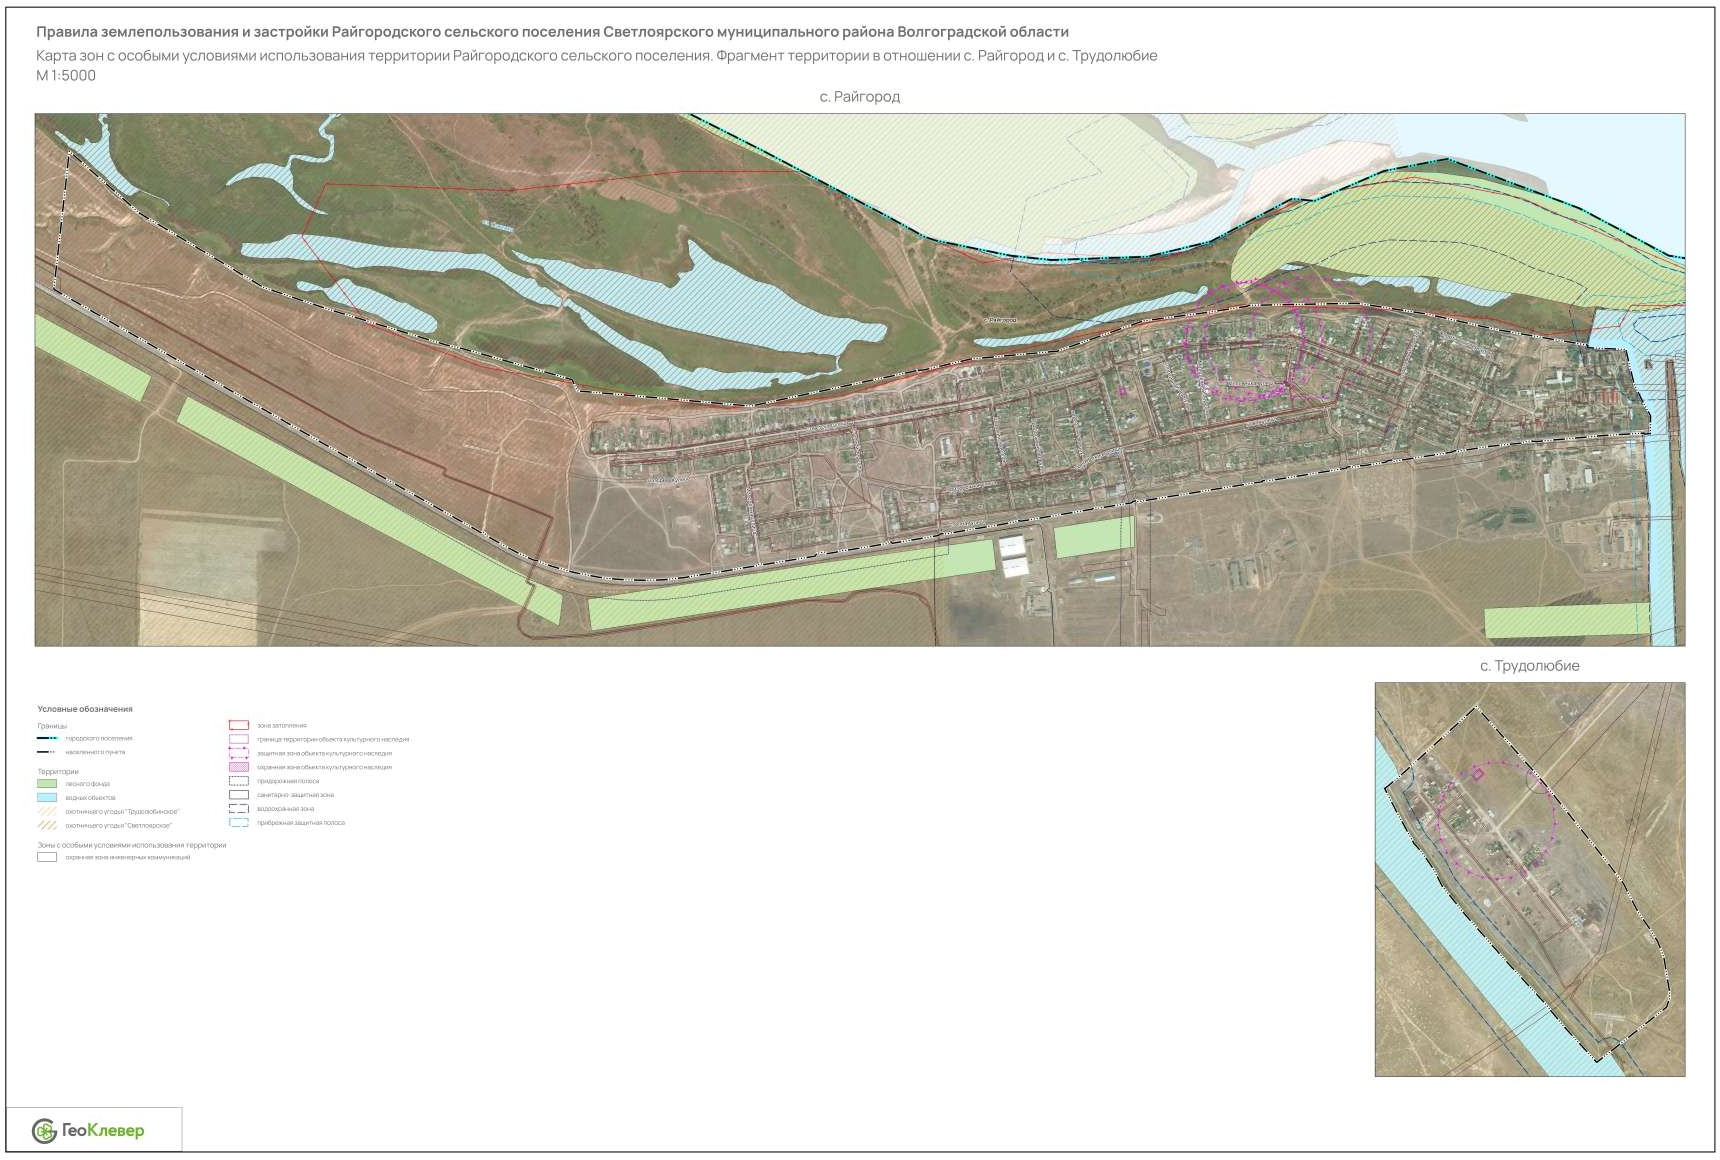 Правила землепользования и застройки Райгородского сельского поселения Светлоярского муниципального района Волгоградской области
Карта зон с особыми условиями использования территории Райгородского сельского поселения. Фрагмент территории в отношении с. Райгород и с. Трудолюбие
М 1:5000
с. Райгород
с. Райгород
с. Трудолюбие
Условные обозначения
Границы
городского поселения
населенного пункта
Территории
лесного фонда
водных объектов
охотничьего угодья "Трудолюбинское"
охотничьего угодья "Светлоярское"
Зоны с особыми условиями использования территории
охранная зона инженерных коммуникаций
зона затопления
граница территории объекта культурного наследия
защитная зона объекта культурного наследия
охранная зона объекта культурного наследия
придорожная полоса
санитарно-защитная зона
водоохранная зона
прибрежная защитная полоса
ГеоКлевер